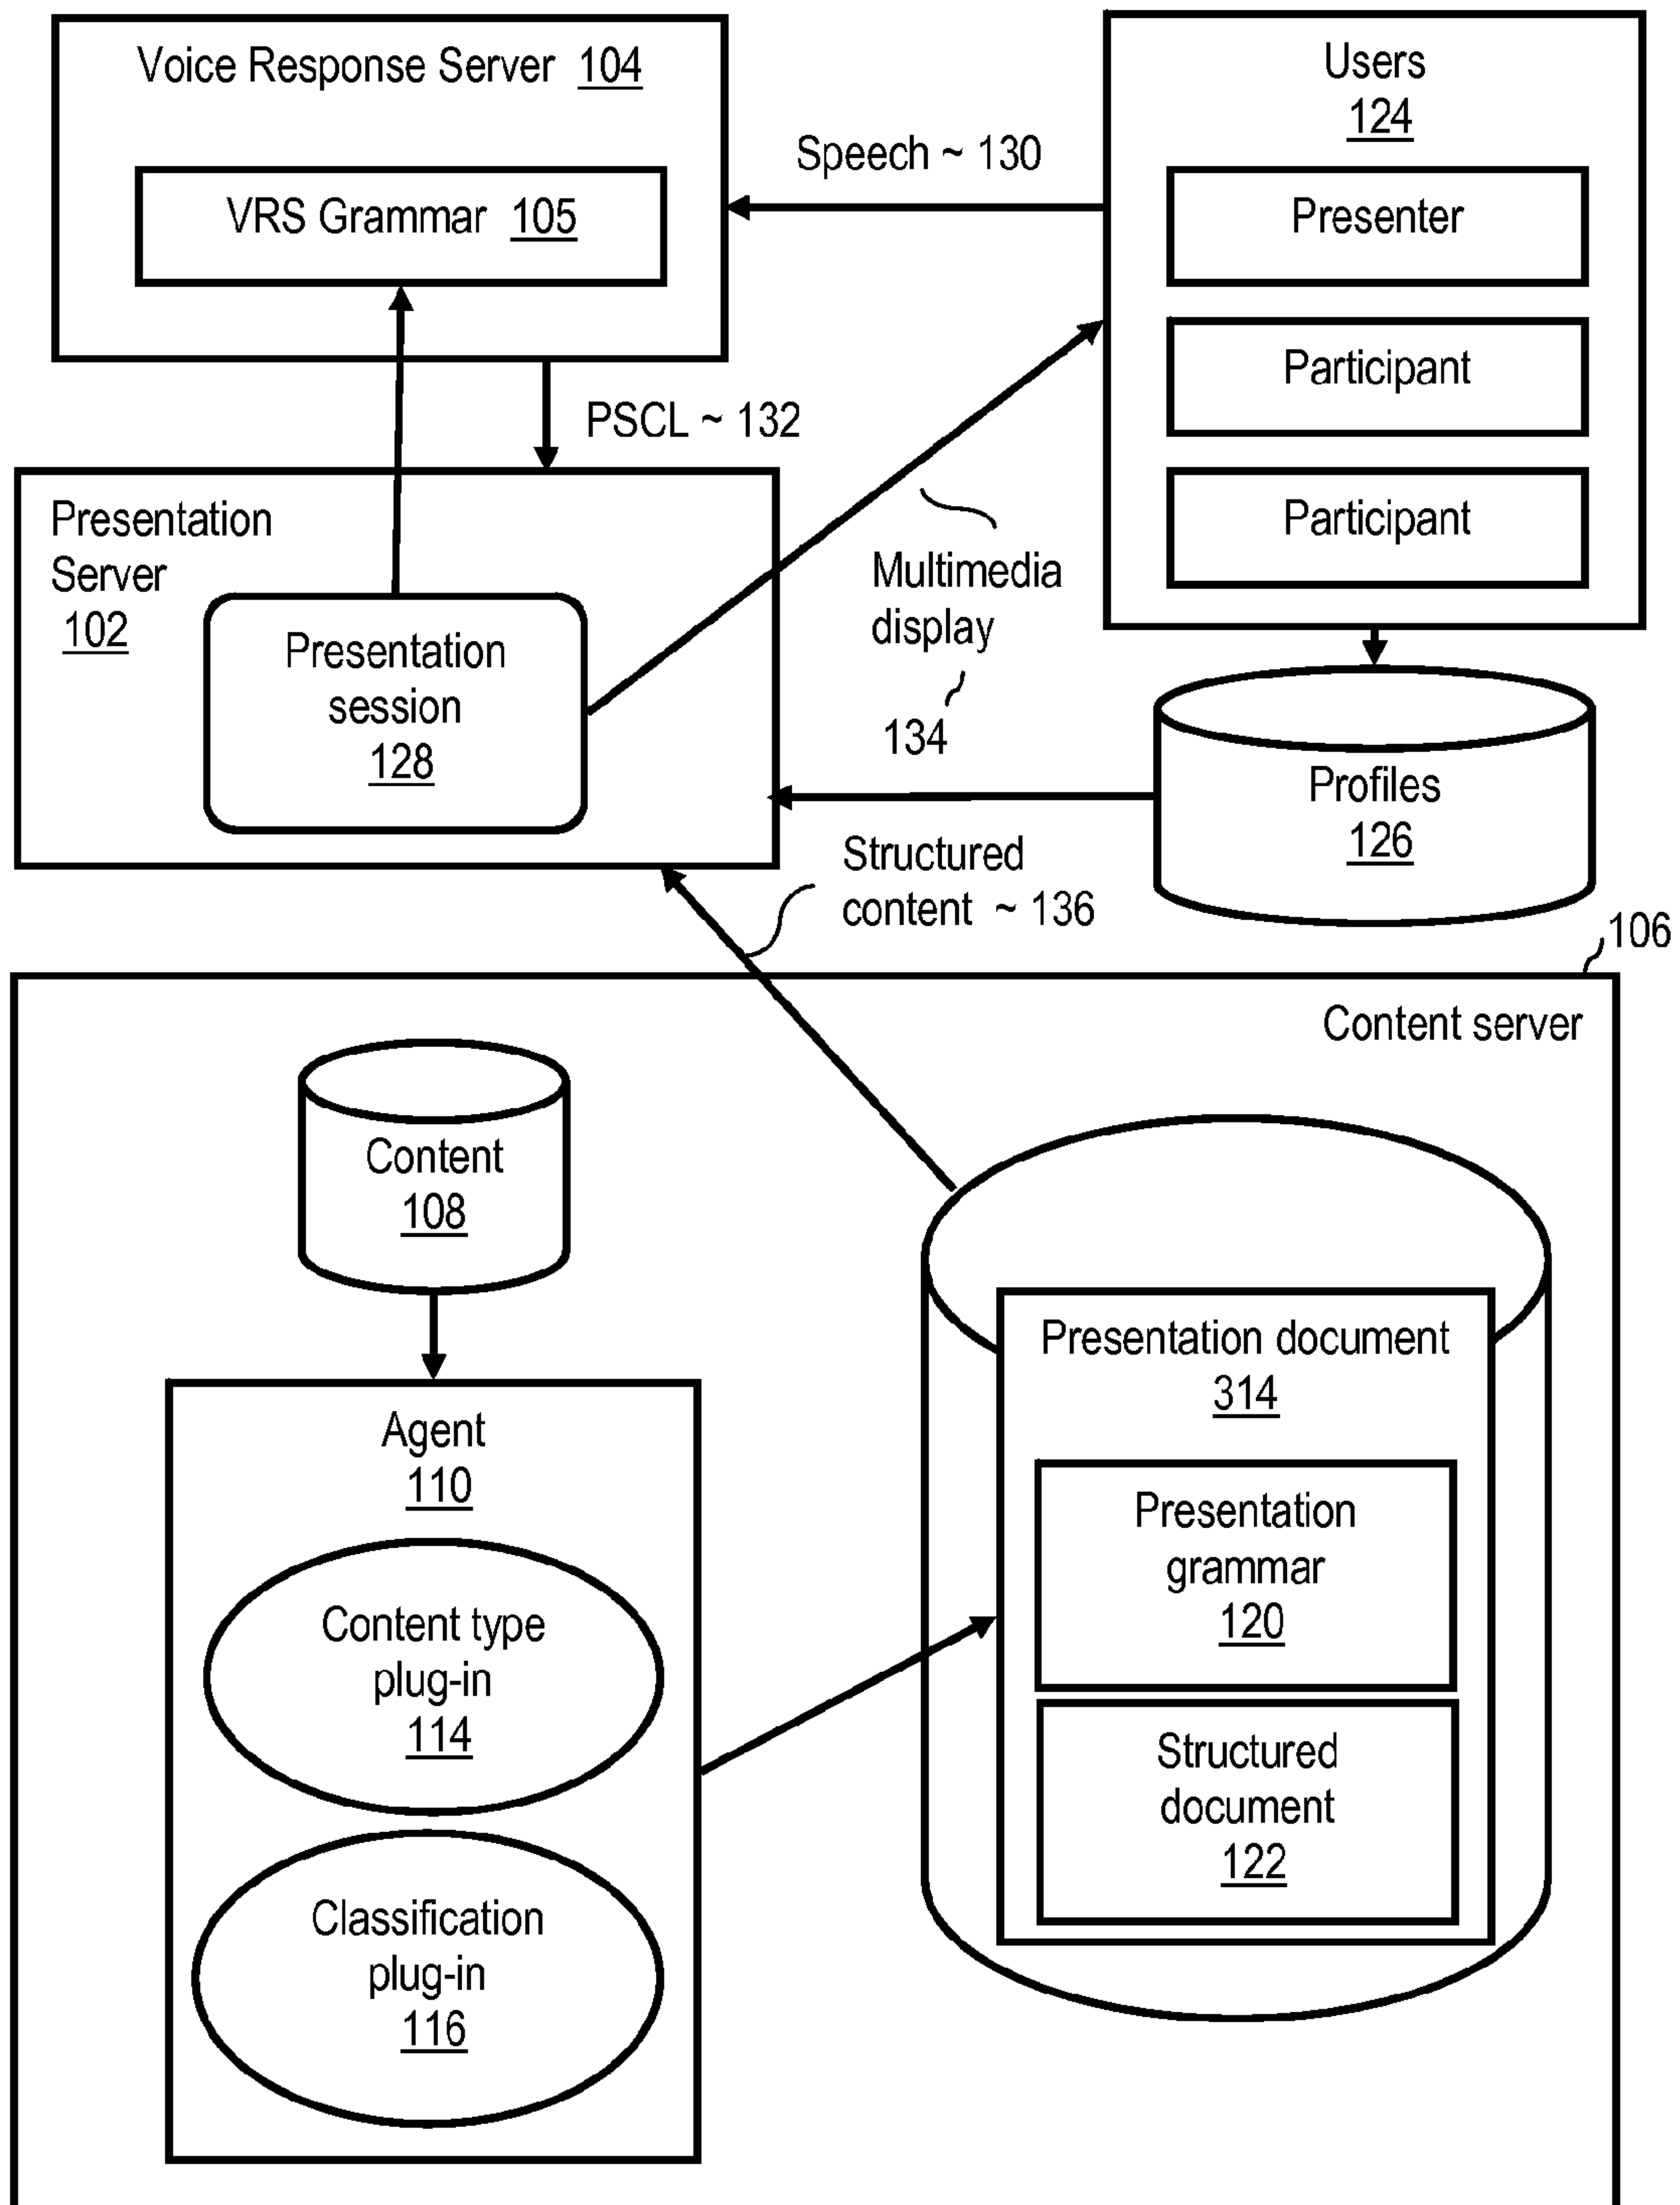 Voice Response Server 104
VRS Grammar 105
Speech ~ 130
Users
124
Presenter
Participant
Participant
PSCL ~ 132
Presentation
Server
102
Presentation
session
128
Multimedia
display
134
Profiles
126
Structured
content ~ 136
106
Content server
Content
108
Agent
110
Content type
plug-in
114
Classification
plug-in
116
Presentation document
314
Presentation
grammar
120
Structured
document
122